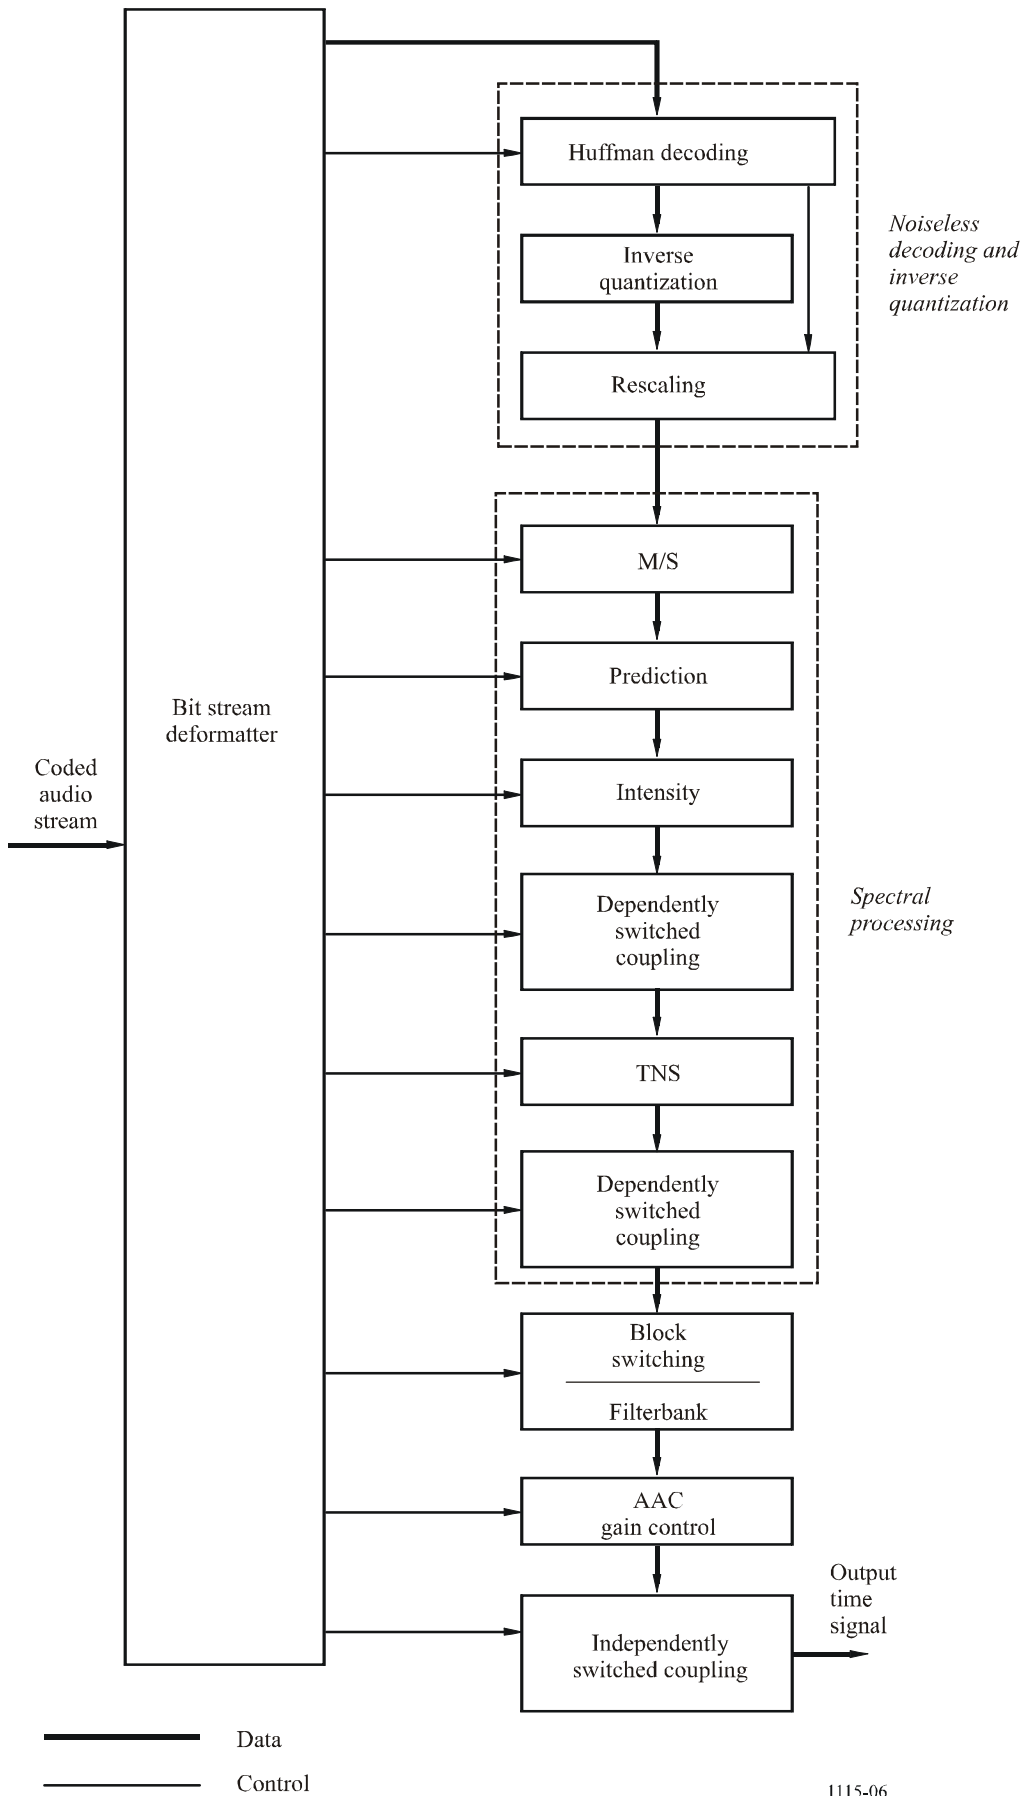 Huffman decoding
Inverse
quantization
Rescaling
Noiseless
decoding and
inverse
quantization
M/S
Prediction
Intensity
Dependently
switched
coupling
TNS
Dependently
switched
coupling
Spectral
processing
Bit stream
deformatter
Coded
audio
stream
Block
switching
Filterbank
AAC
gain control
Independently
switched coupling
Output
time
signal
Data
Control
1115-06